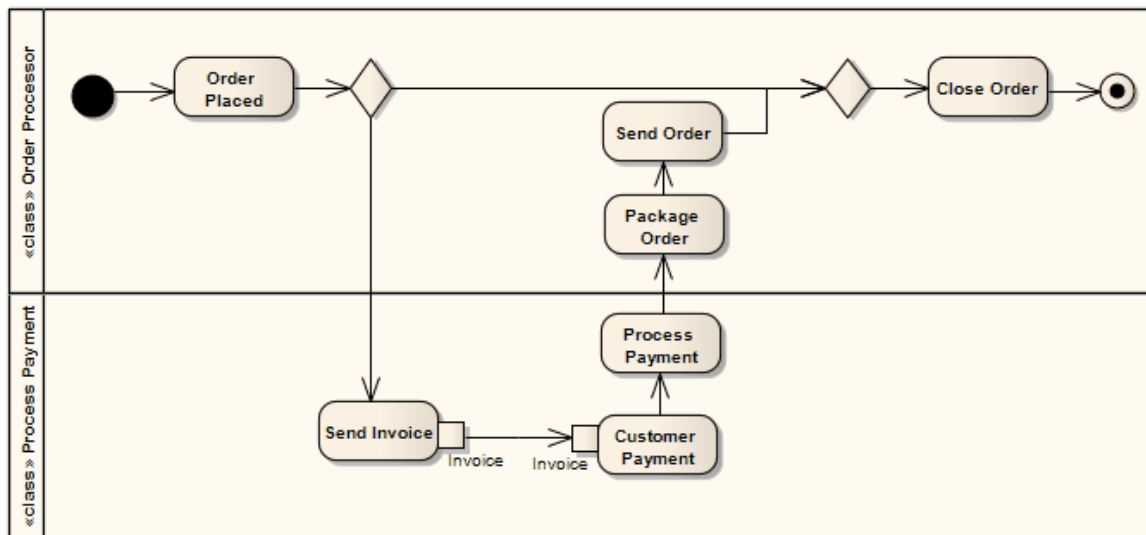 «class» Order Processor
Order
Placed
Close Order
Send Order
Package
Order
«class» Process Payment
Process
Payment
Send Invoice
Invoice
Invoice
Customer
Payment